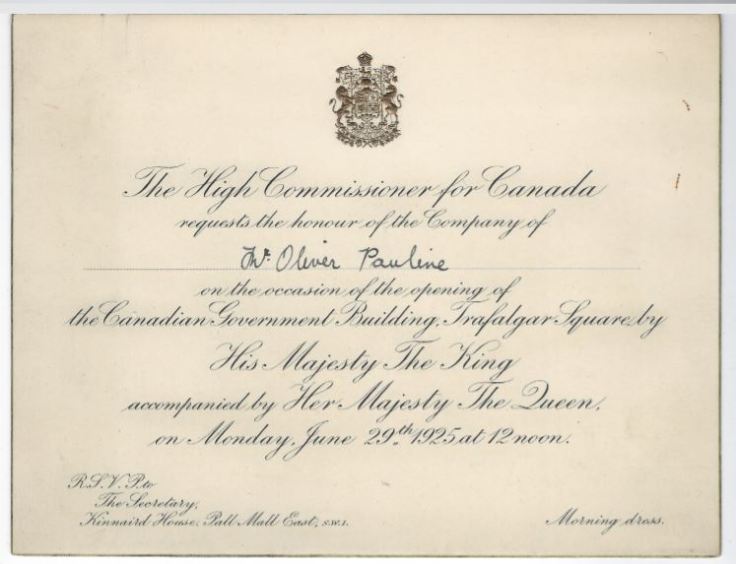 The High Commissioner for Canada
requests the honour of the Company of
Mr. Oliver Pauline
on the occasion of the opening of
the Canadian Government Building, Trafalgar Square, by
His Majesty The King
accompanied by Her Majesty The Queen,
on Monday, June 29th 1925 at 12 noon.
R.S.V.P. to
The Secretary,
Kinnaird House, Pall Mall East, S.W.1.
Morning dress.